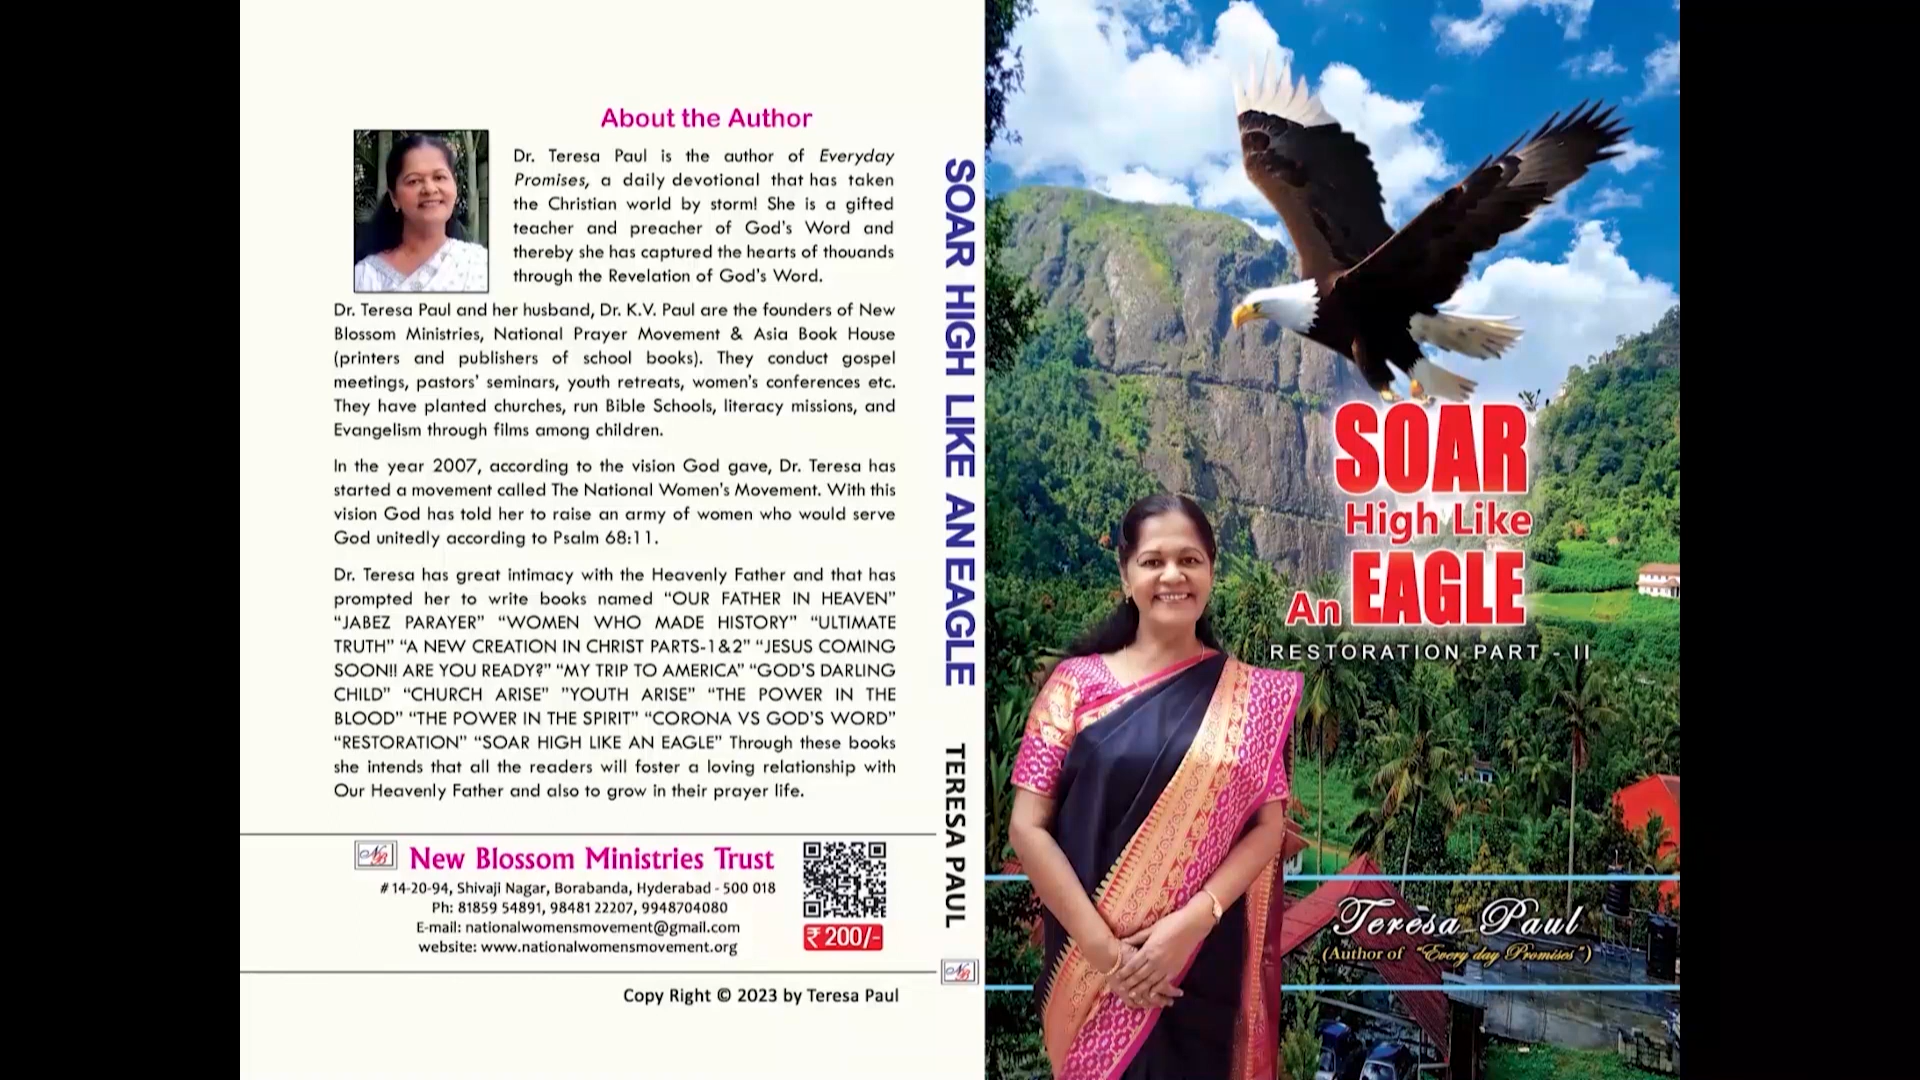 About the Author
Dr. Teresa Paul is the author of Everyday
Promises, a daily devotional that has taken
the Christian world by storm! She is a gifted
teacher and preacher of God's Word and
thereby she has captured the hearts of thouands
through the Revelation of God's Word.
Dr. Teresa Paul and her husband, Dr. K.V. Paul are the founders of New
Blossom Ministries, National Prayer Movement & Asia Book House
(printers and publishers of school books). They conduct gospel
meetings, pastors' seminars, youth retreats, women's conferences etc.
They have planted churches, run Bible Schools, literacy missions, and
Evangelism through films among children.
In the year 2007, according to the vision God gave, Dr. Teresa has
started a movement called The National Women's Movement. With this
vision God has told her to raise an army of women who would serve
God unitedly according to Psalm 68:11.
Dr. Teresa has great intimacy with the Heavenly Father and that has
prompted her to write books named “OUR FATHER IN HEAVEN”
“JABEZ PARAYER” “WOMEN WHO MADE HISTORY” “ULTIMATE
TRUTH” “A NEW CREATION IN CHRIST PARTS-1&2” “JESUS COMING
SOON!! ARE YOU READY?” “MY TRIP TO AMERICA” “GOD'S DARLING
CHILD” “CHURCH ARISE” ”YOUTH ARISE” “THE POWER IN THE
BLOOD” “THE POWER IN THE SPIRIT” “CORONA VS GOD'S WORD”
“RESTORATION” “SOAR HIGH LIKE AN EAGLE” Through these books
she intends that all the readers will foster a loving relationship with
Our Heavenly Father and also to grow in their prayer life.
NB
New Blossom Ministries Trust
# 14-20-94, Shivaji Nagar, Borabanda, Hyderabad - 500 018
Ph: 81859 54891, 98481 22207, 9948704080
E-mail: nationalwomensmovement@gmail.com
website: www.nationalwomensmovement.org
₹ 200/-
Copy Right © 2023 by Teresa Paul
SOAR HIGH LIKE AN EAGLE TERESA PAUL
NB
SOAR
High Like
An EAGLE
RESTORATION PART - II
Teresa Paul
(Author of “Every day Promises”)